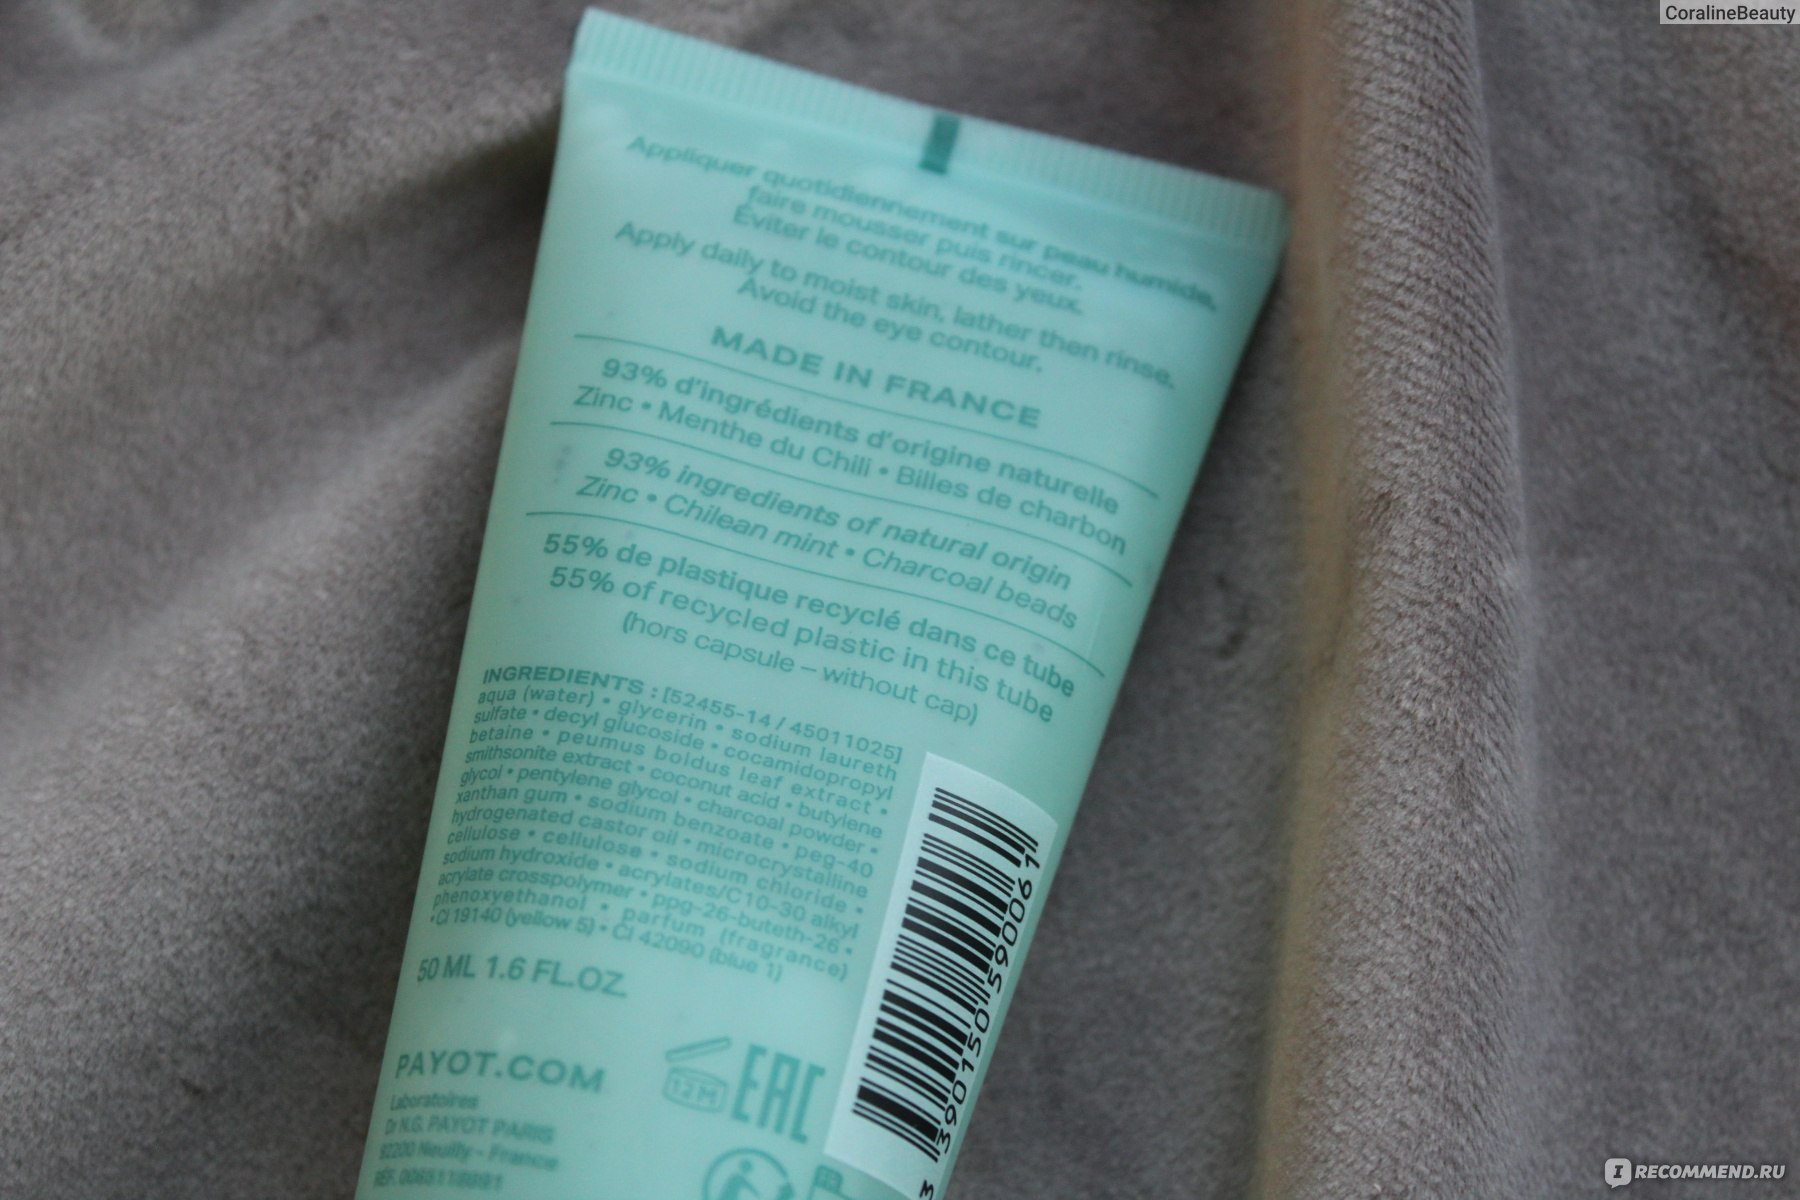 CoralineBeauty
Appliquer quotidiennement sur peau humide,
faire mousser puis rincer.
Éviter le contour des yeux.
Apply daily to moist skin, lather then rinse.
Avoid the eye contour.
MADE IN FRANCE
93% d'ingrédients d'origine naturelle
Zinc • Menthe du Chili • Billes de charbon
93% ingredients of natural origin
Zinc • Chilean mint • Charcoal beads
55% de plastique recyclé dans ce tube
55% of recycled plastic in this tube
(hors capsule – without cap)
INGREDIENTS : [52455-14 / 45011025]
aqua (water) • glycerin • sodium laureth
sulfate • decyl glucoside • cocamidopropyl
betaine • peumus boldus leaf extract •
smithsonite extract • coconut acid • butylene
glycol • pentylene glycol • charcoal powder •
xanthan gum • sodium benzoate • peg-40
hydrogenated castor oil • microcrystalline
cellulose • cellulose • sodium chloride •
sodium hydroxide • acrylates/C10-30 alkyl
acrylate crosspolymer • ppg-26-buteth-26 •
phenoxyethanol • parfum (fragrance)
• CI 19140 (yellow 5) • CI 42090 (blue 1)
50 ML 1.6 FL.OZ.
PAYOT.COM
12M
EAC
Laboratoires
Dr N.G. PAYOT PARIS
92200 Neuilly - France
3390150590061
IRECOMMEND.RU